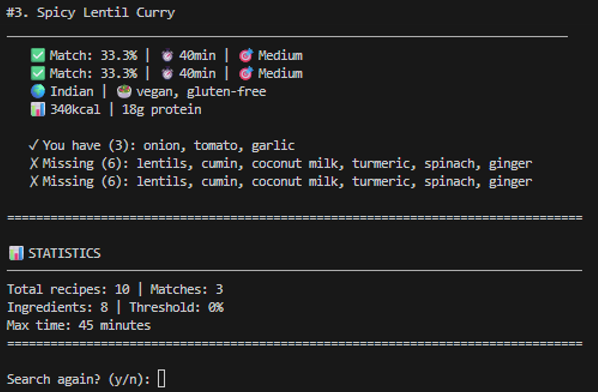 #3. Spicy Lentil Curry
✅ Match: 33.3% | ⏱️ 40min | 🎯 Medium
✅ Match: 33.3% | ⏱️ 40min | 🎯 Medium
🌍 Indian | 🥗 vegan, gluten-free
📊 340kcal | 18g protein
✓ You have (3): onion, tomato, garlic
✗ Missing (6): lentils, cumin, coconut milk, turmeric, spinach, ginger
✗ Missing (6): lentils, cumin, coconut milk, turmeric, spinach, ginger
================================================================================
📊 STATISTICS
Total recipes: 10 | Matches: 3
Ingredients: 8 | Threshold: 0%
Max time: 45 minutes
================================================================================
Search again? (y/n):